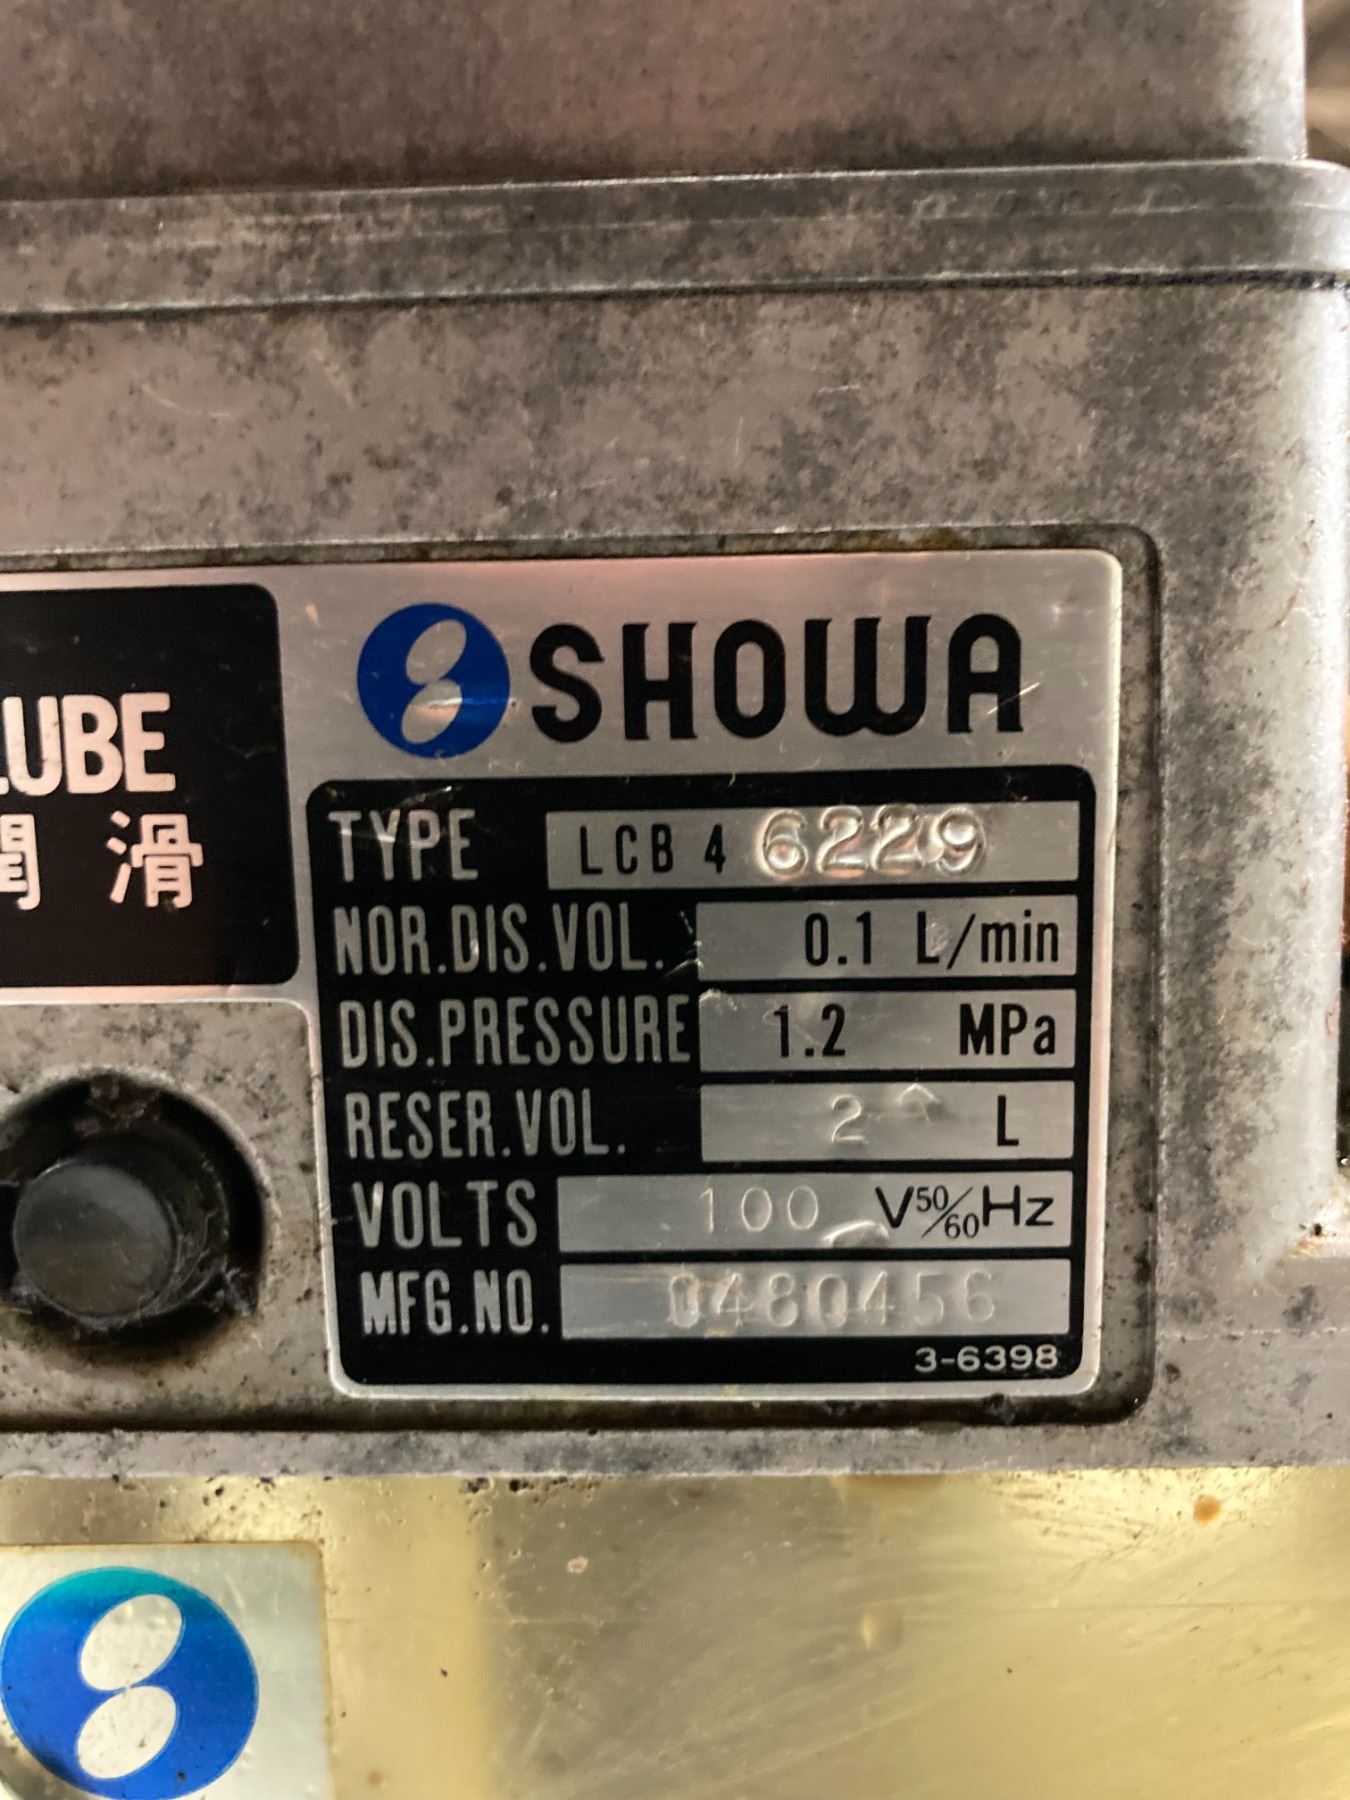 LUBE
潤 滑
SHOWA
TYPE LCB 4 6229
NOR.DIS.VOL. 0.1 L/min
DIS.PRESSURE 1.2 MPa
RESER.VOL. 2 L
VOLTS 100 V50/60Hz
MFG.NO. 0480456
3-6398